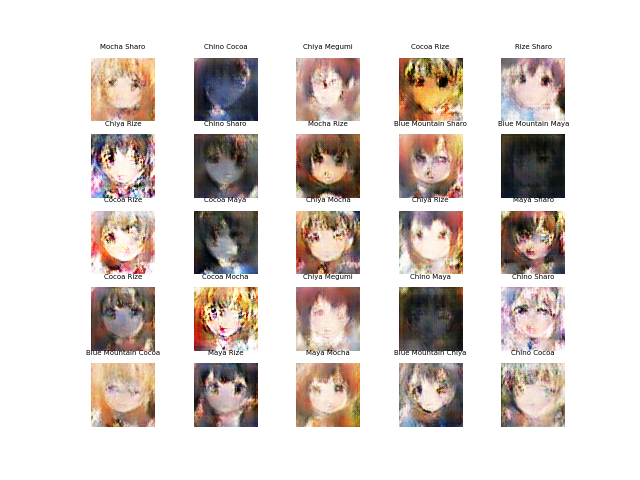 Mocha Sharo
Chino Cocoa
Chiya Megumi
Cocoa Rize
Rize Sharo
Chiya Rize
Chino Sharo
Mocha Rize
Blue Mountain Sharo
Blue Mountain Maya
Cocoa Rize
Cocoa Maya
Chiya Mocha
Chiya Rize
Maya Sharo
Cocoa Rize
Cocoa Mocha
Chiya Megumi
Chino Maya
Chino Sharo
Blue Mountain Cocoa
Maya Rize
Maya Mocha
Blue Mountain Chiya
Chino Cocoa